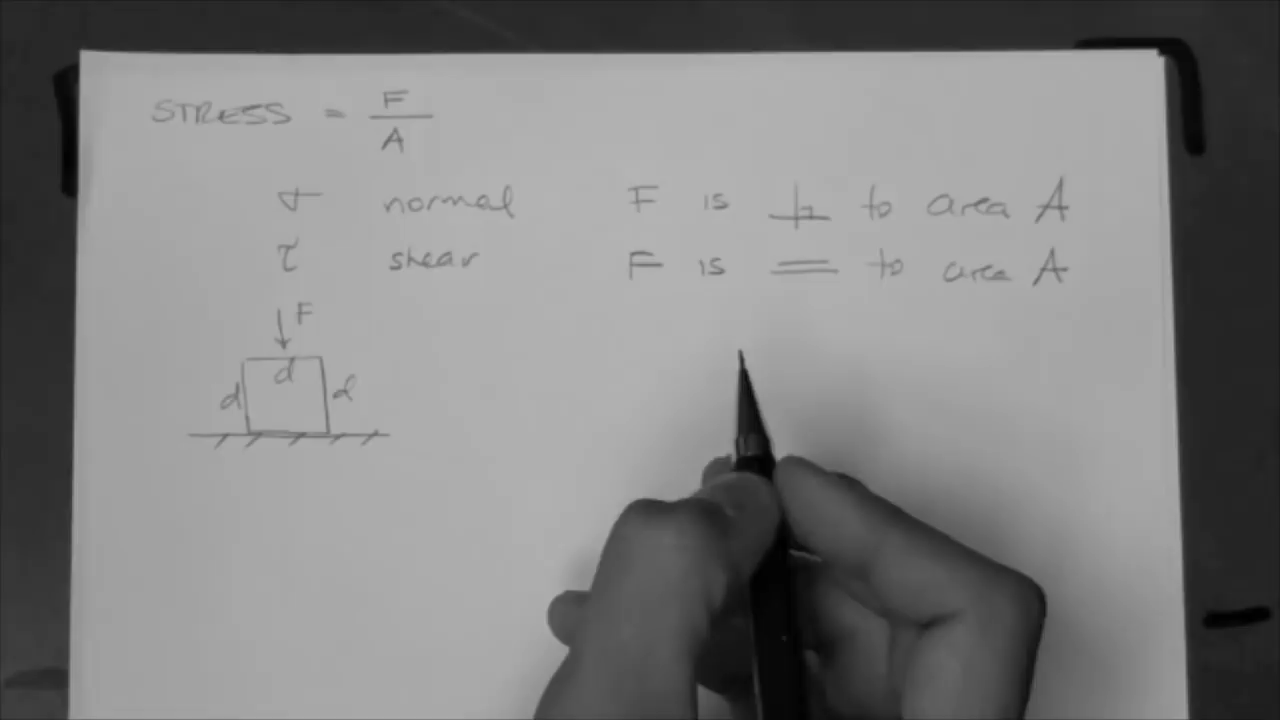 STRESS = F/A
σ normal F is ⊥ to area A
τ shear F is = to area A
F
d
d d